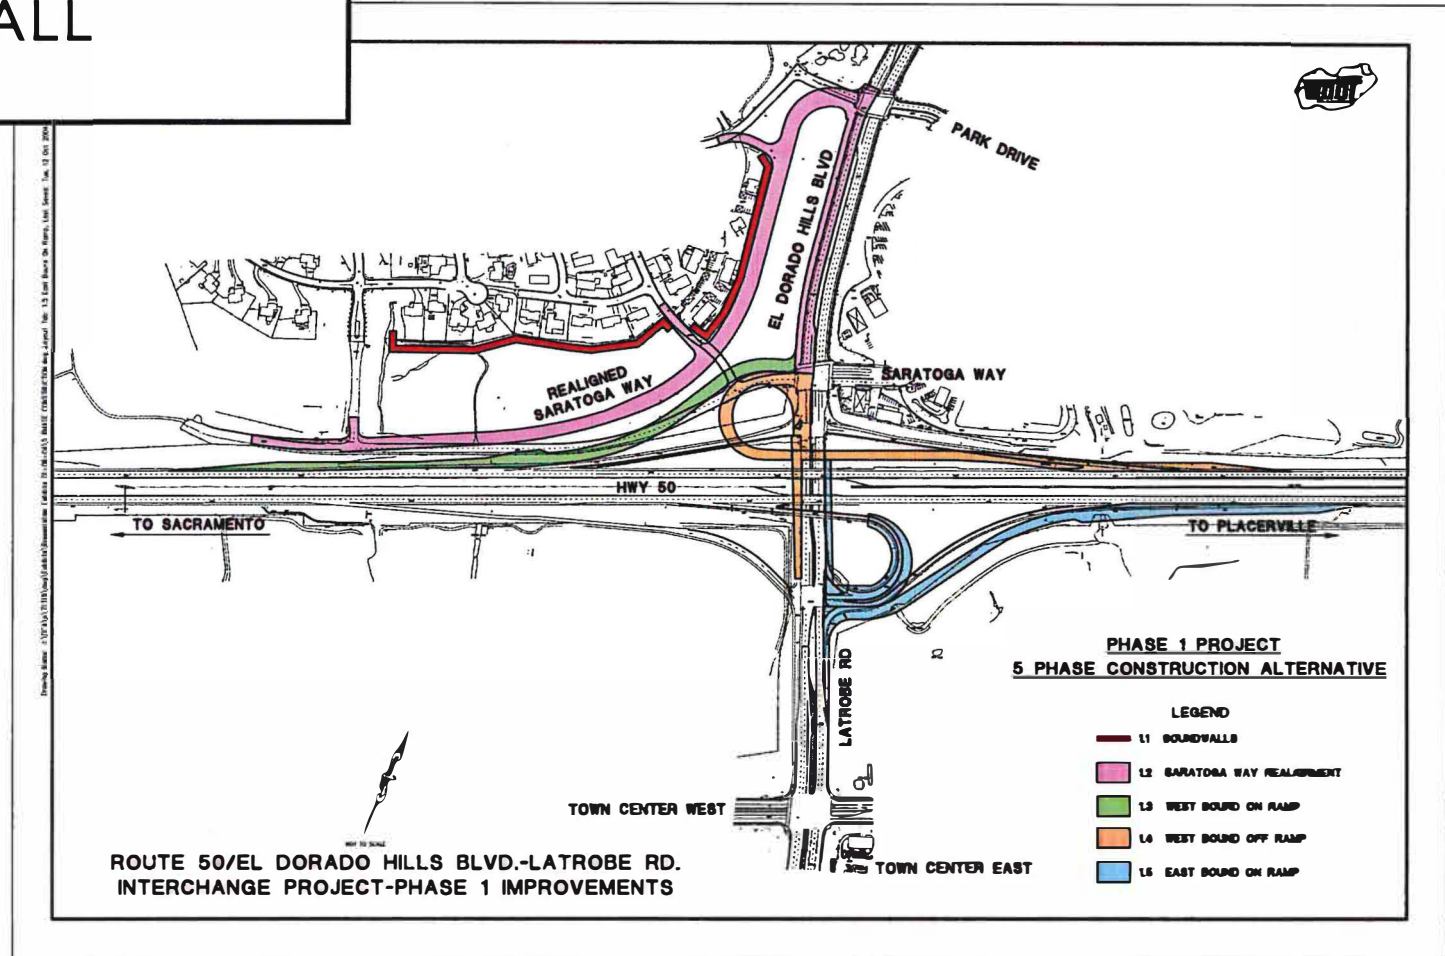 ALL
PARK DRIVE
EL DORADO HILLS BLVD
REALIGNED
SARATOGA WAY
SARATOGA WAY
HWY 50
TO SACRAMENTO
TO PLACERVILLE
LATROBE RD
PHASE 1 PROJECT
5 PHASE CONSTRUCTION ALTERNATIVE
LEGEND
1.1 SOUNDWALLS
1.2 SARATOGA WAY REALIGNMENT
1.3 WEST BOUND ON RAMP
1.4 WEST BOUND OFF RAMP
1.5 EAST BOUND ON RAMP
TOWN CENTER WEST
TOWN CENTER EAST
NOT TO SCALE
ROUTE 50/EL DORADO HILLS BLVD.-LATROBE RD.
INTERCHANGE PROJECT-PHASE 1 IMPROVEMENTS